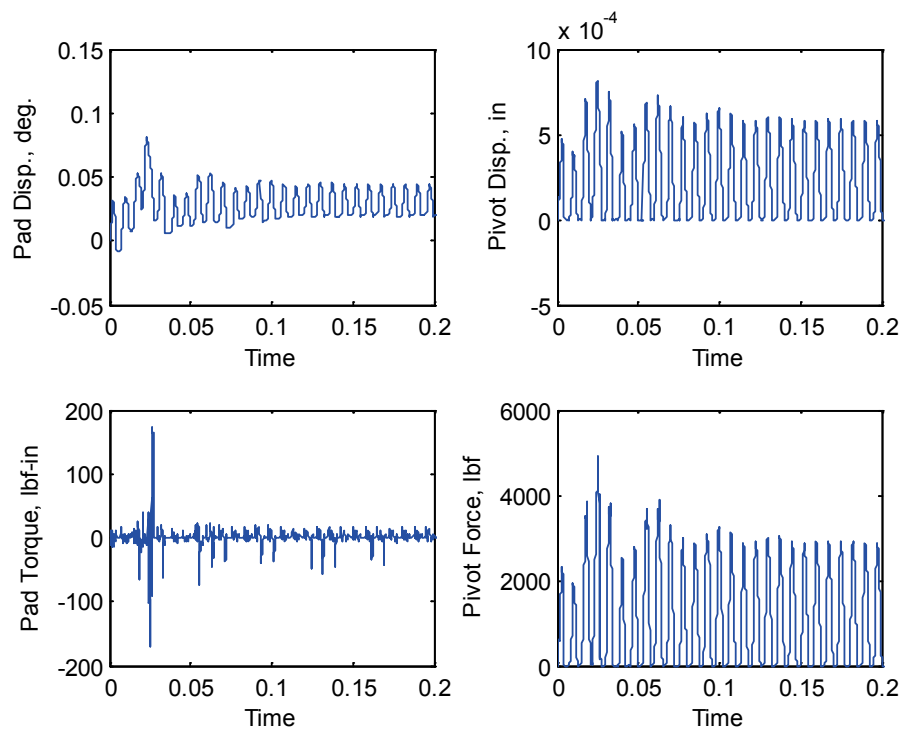 0.15
0.1
0.05
0
-0.05
Pad Disp., deg.
0 0.05 0.1 0.15 0.2
Time
x 10-4
10
5
0
-5
Pivot Disp., in
0 0.05 0.1 0.15 0.2
Time
200
100
0
-100
-200
Pad Torque, lbf-in
0 0.05 0.1 0.15 0.2
Time
6000
4000
2000
0
Pivot Force, lbf
0 0.05 0.1 0.15 0.2
Time